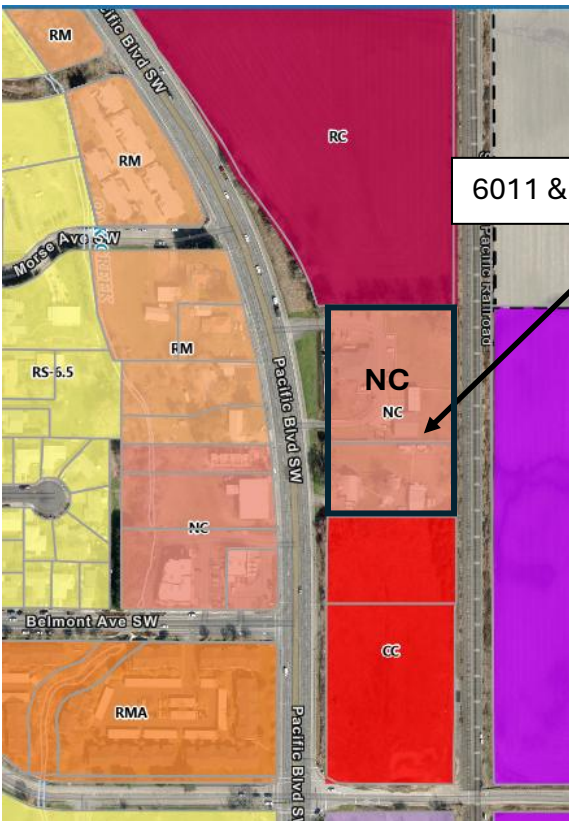 RM
Pacific Blvd SW
RC
RM
6011 &
Morse Ave SW
Pacific Railroad
RM
NC
NC
RS-6.5
Pacific Blvd SW
NC
Belmont Ave SW
CC
RMA
Pacific Blvd S